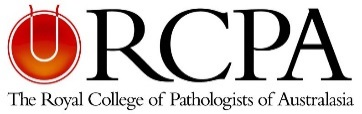 RCPA
The Royal College of Pathologists of Australasia